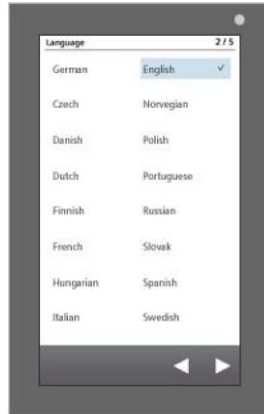 Language 2 / 5
German English ✓
Czech Norvegian
Danish Polish
Dutch Portuguese
Finnish Russian
French Slovak
Hungarian Spanish
Italian Swedish